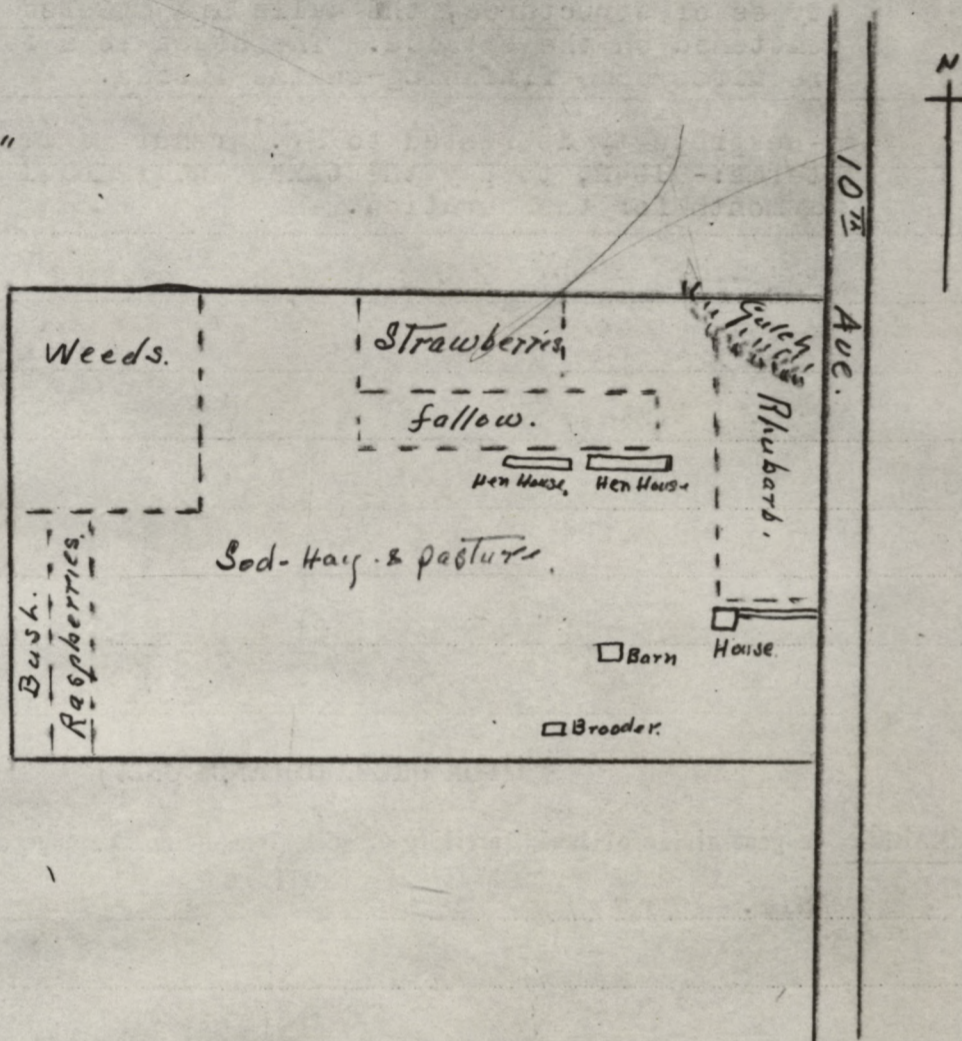 N
10th Ave.
Weeds.
Strawberries
Gulch
fallow.
Rhubarb.
Hen House.
Hen House
Sod-Hay & pasture.
Bush.
Raspberries.
House.
Barn
Brooder.